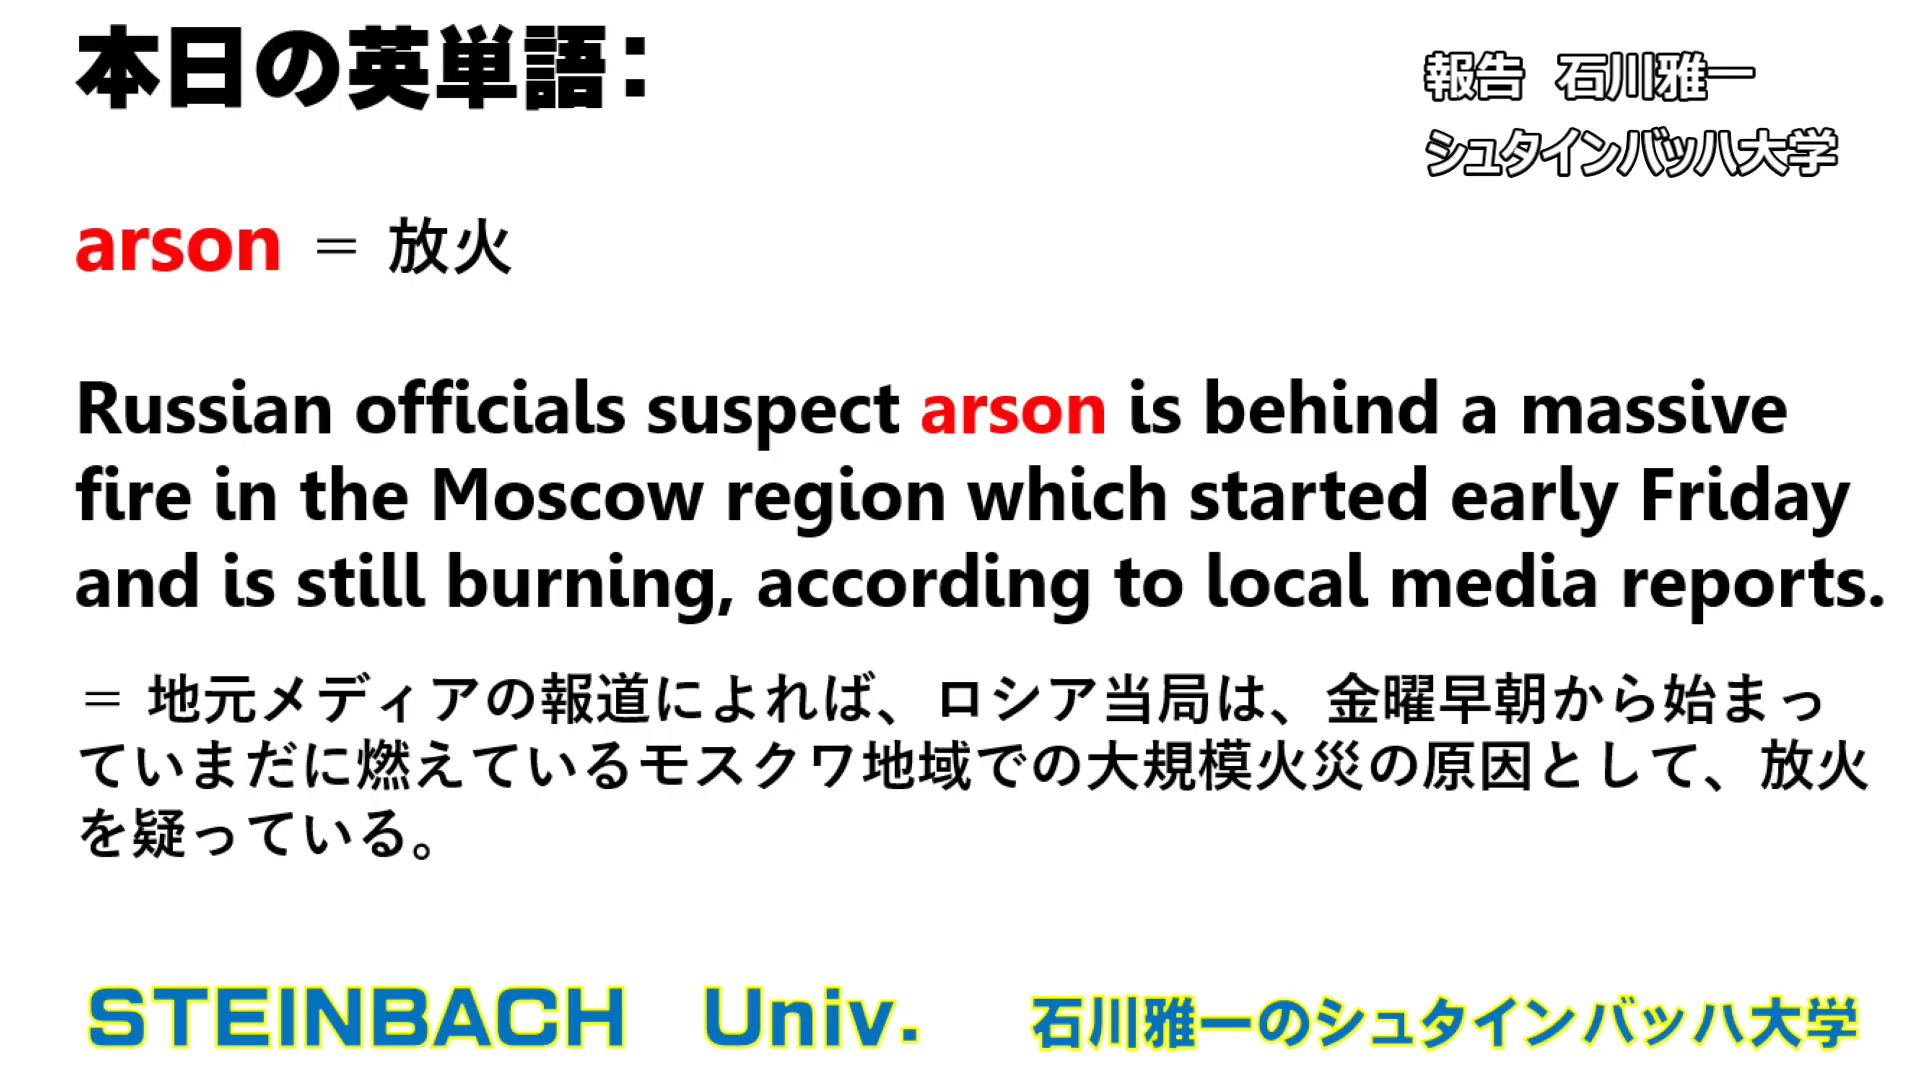 本日の英単語：
報告　石川雅一
シュタインバッハ大学
arson ＝ 放火
Russian officials suspect arson is behind a massive
fire in the Moscow region which started early Friday
and is still burning, according to local media reports.
＝ 地元メディアの報道によれば、ロシア当局は、金曜早朝から始まっ
ていまだに燃えているモスクワ地域での大規模火災の原因として、放火
を疑っている。
STEINBACH　Univ.　石川雅一のシュタインバッハ大学